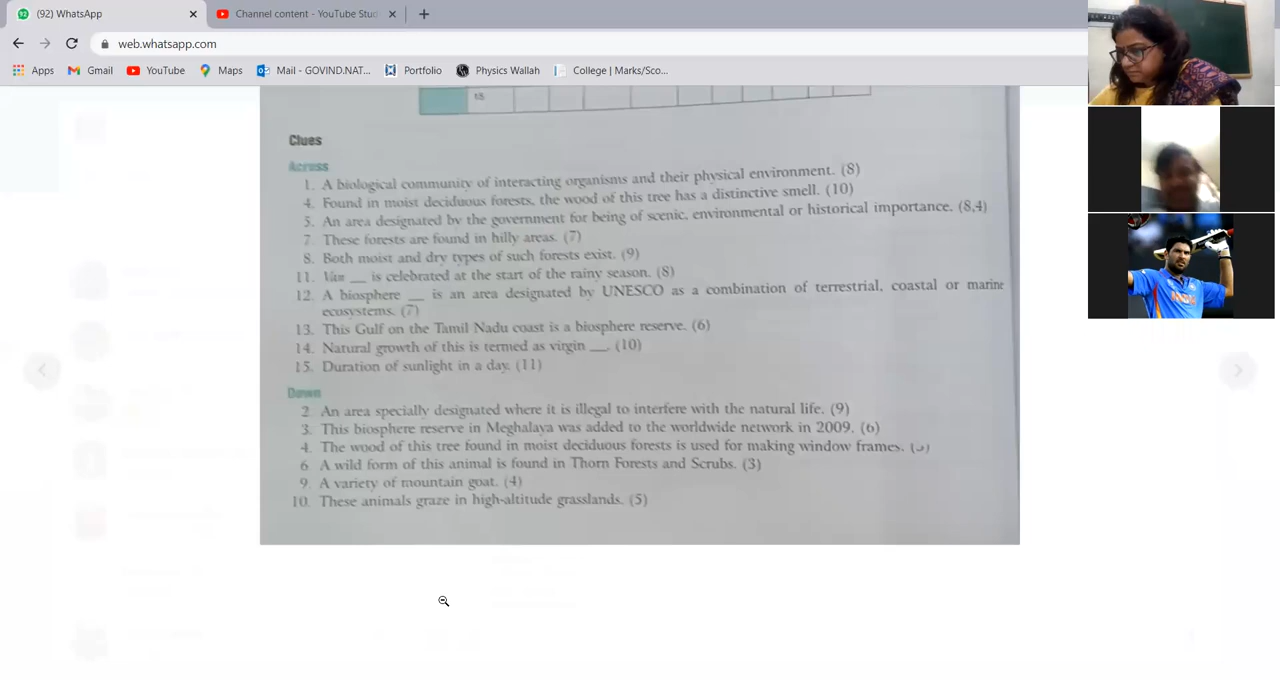 (92) WhatsApp
Channel content - YouTube Stud
web.whatsapp.com
Apps
Gmail
YouTube
Maps
Mail - GOVIND.NAT...
Portfolio
Physics Wallah
College | Marks/Sco...
15
Clues
Across
1. A biological community of interacting organisms and their physical environment. (8)
4. Found in moist deciduous forests, the wood of this tree has a distinctive smell. (10)
5. An area designated by the government for being of scenic, environmental or historical importance. (8,4)
7. These forests are found in hilly areas. (7)
8. Both moist and dry types of such forests exist. (9)
11. Van __ is celebrated at the start of the rainy season. (8)
12. A biosphere __ is an area designated by UNESCO as a combination of terrestrial, coastal or marine
ecosystems. (7)
13. This Gulf on the Tamil Nadu coast is a biosphere reserve. (6)
14. Natural growth of this is termed as virgin __. (10)
15. Duration of sunlight in a day. (11)
Down
2. An area specially designated where it is illegal to interfere with the natural life. (9)
3. This biosphere reserve in Meghalaya was added to the worldwide network in 2009. (6)
4. The wood of this tree found in moist deciduous forests is used for making window frames.
6. A wild form of this animal is found in Thorn Forests and Scrubs. (3)
9. A variety of mountain goat. (4)
10. These animals graze in high-altitude grasslands. (5)